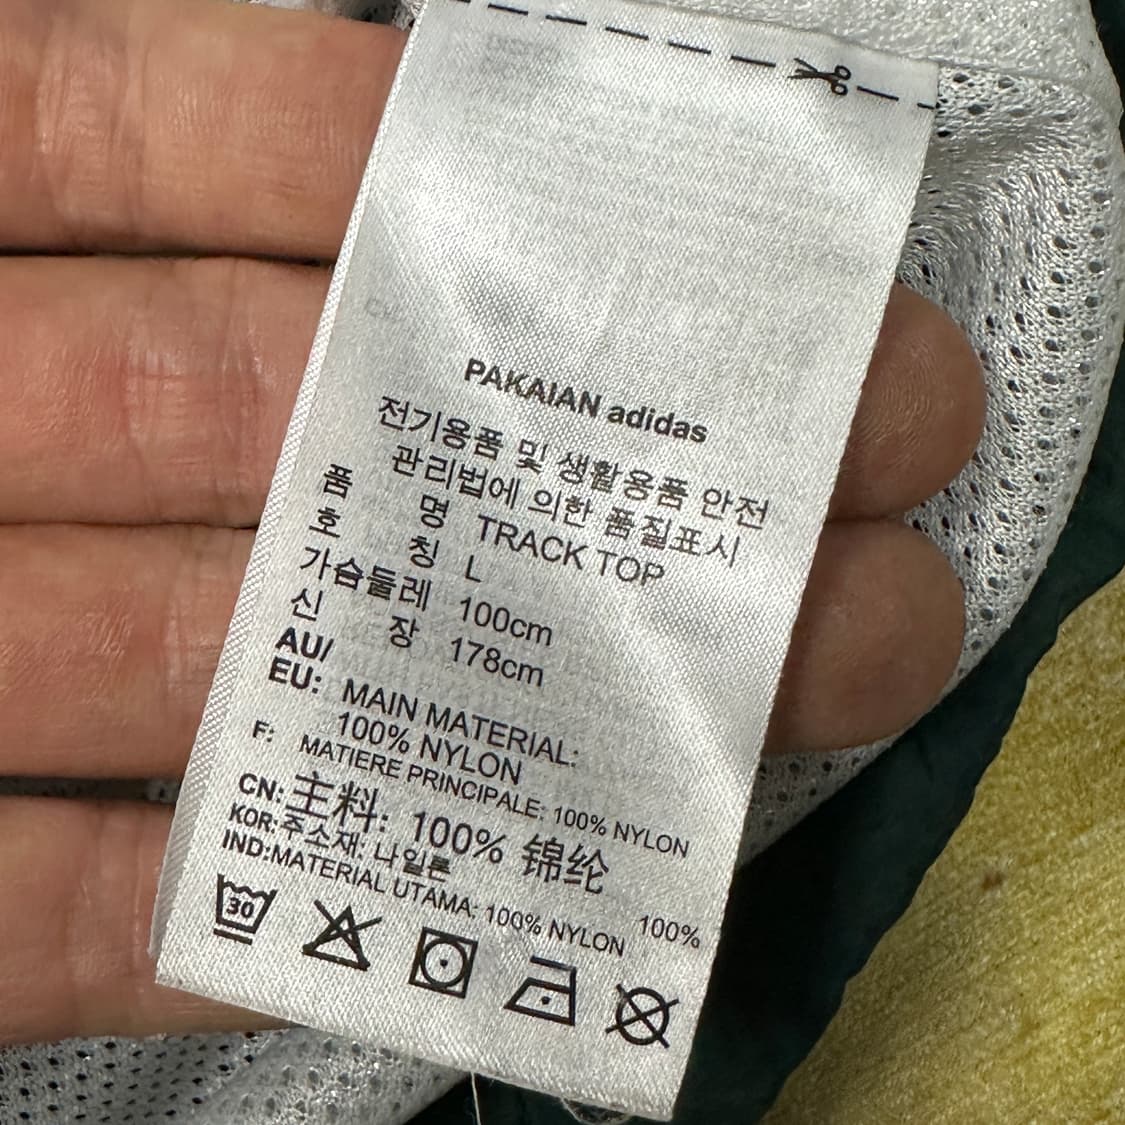 PAKAIAN adidas
전기용품 및 생활용품 안전
관리법에 의한 품질표시
품 명 TRACK TOP
호 칭 L
가슴둘레 100cm
신 장 178cm
AU/
EU: MAIN MATERIAL:
100% NYLON
F: MATIERE PRINCIPALE: 100% NYLON
CN: 主料: 100% 锦纶
KOR: 주소재: 나일론 100%
IND:MATERIAL UTAMA: 100% NYLON
30